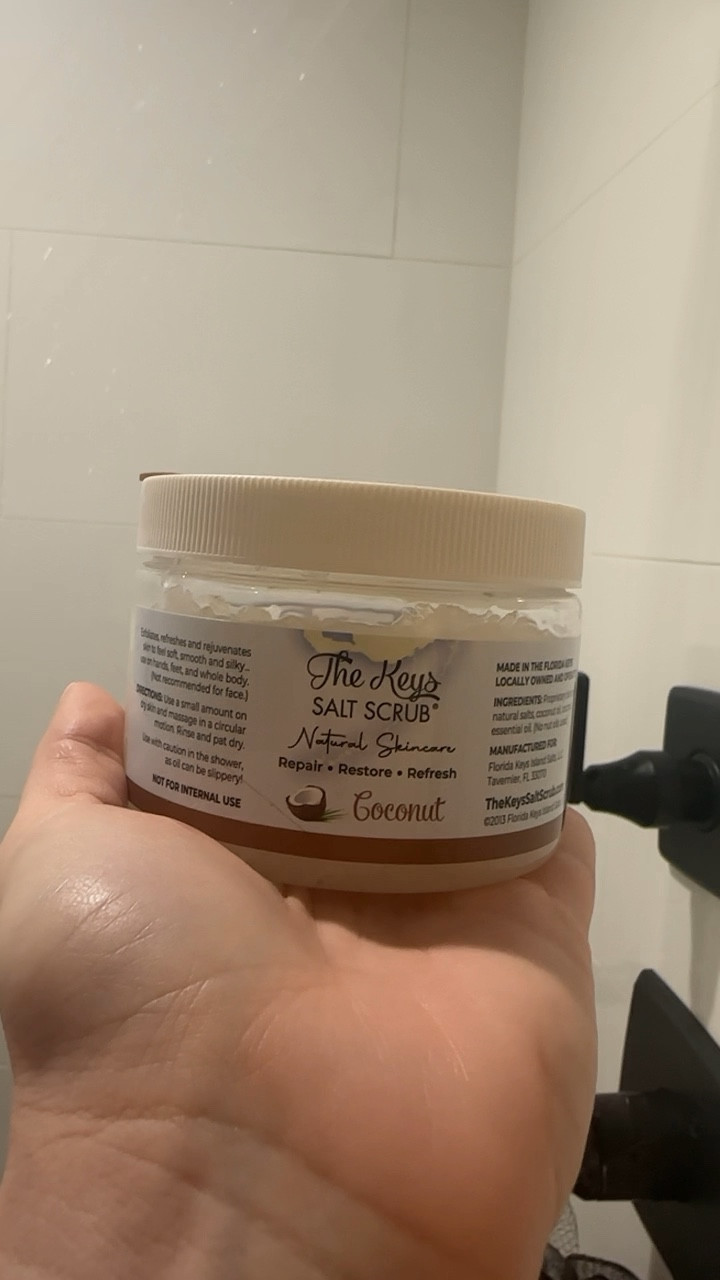 Exfoliates, refreshes and rejuvenates
skin to feel soft, smooth and silky...
use on hands, feet, and whole body.
(Not recommended for face.)
DIRECTIONS: Use a small amount on
dry skin and massage in a circular
motion. Rinse and pat dry.
Use with caution in the shower,
as oil can be slippery!
NOT FOR INTERNAL USE
The Keys
SALT SCRUB®
Natural Skincare
Repair • Restore • Refresh
Coconut
MADE IN THE FLORIDA KEYS
LOCALLY OWNED AND
INGREDIENTS: Proprietary
natural salts, coconut oil,
essential oil. (No nut oils
MANUFACTURED FOR:
Florida Keys Island Salts,
Tavernier, FL 33070
TheKeysSaltScrub.com
©2013 Florida Keys Island